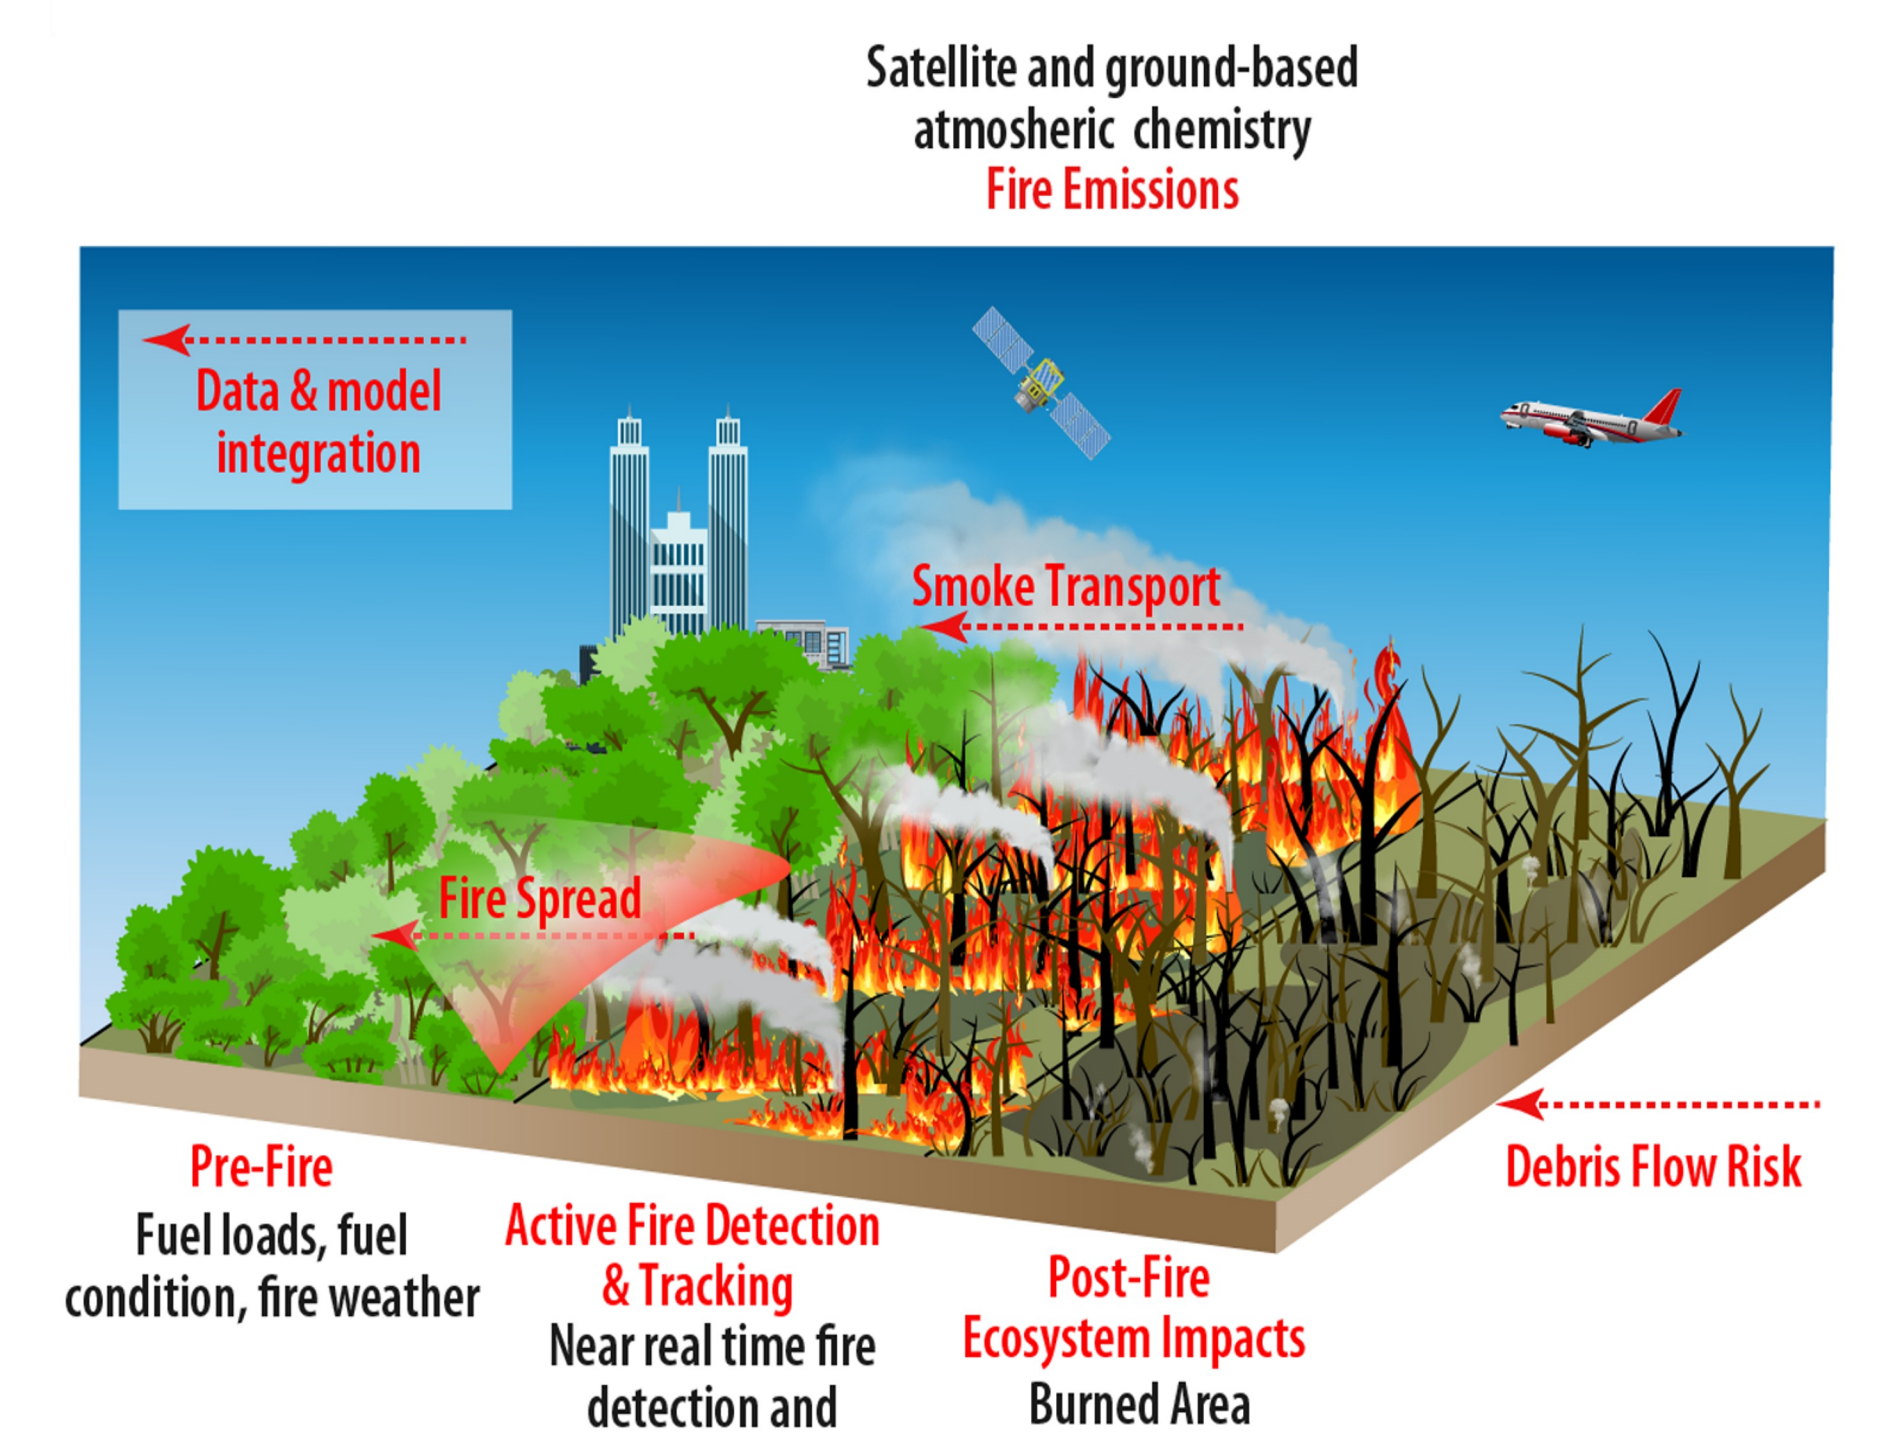 Satellite and ground-based
atmosheric chemistry
Fire Emissions
Data & model
integration
Smoke Transport
Fire Spread
Debris Flow Risk
Pre-Fire
Fuel loads, fuel
condition, fire weather
Active Fire Detection
& Tracking
Near real time fire
detection and
Post-Fire
Ecosystem Impacts
Burned Area